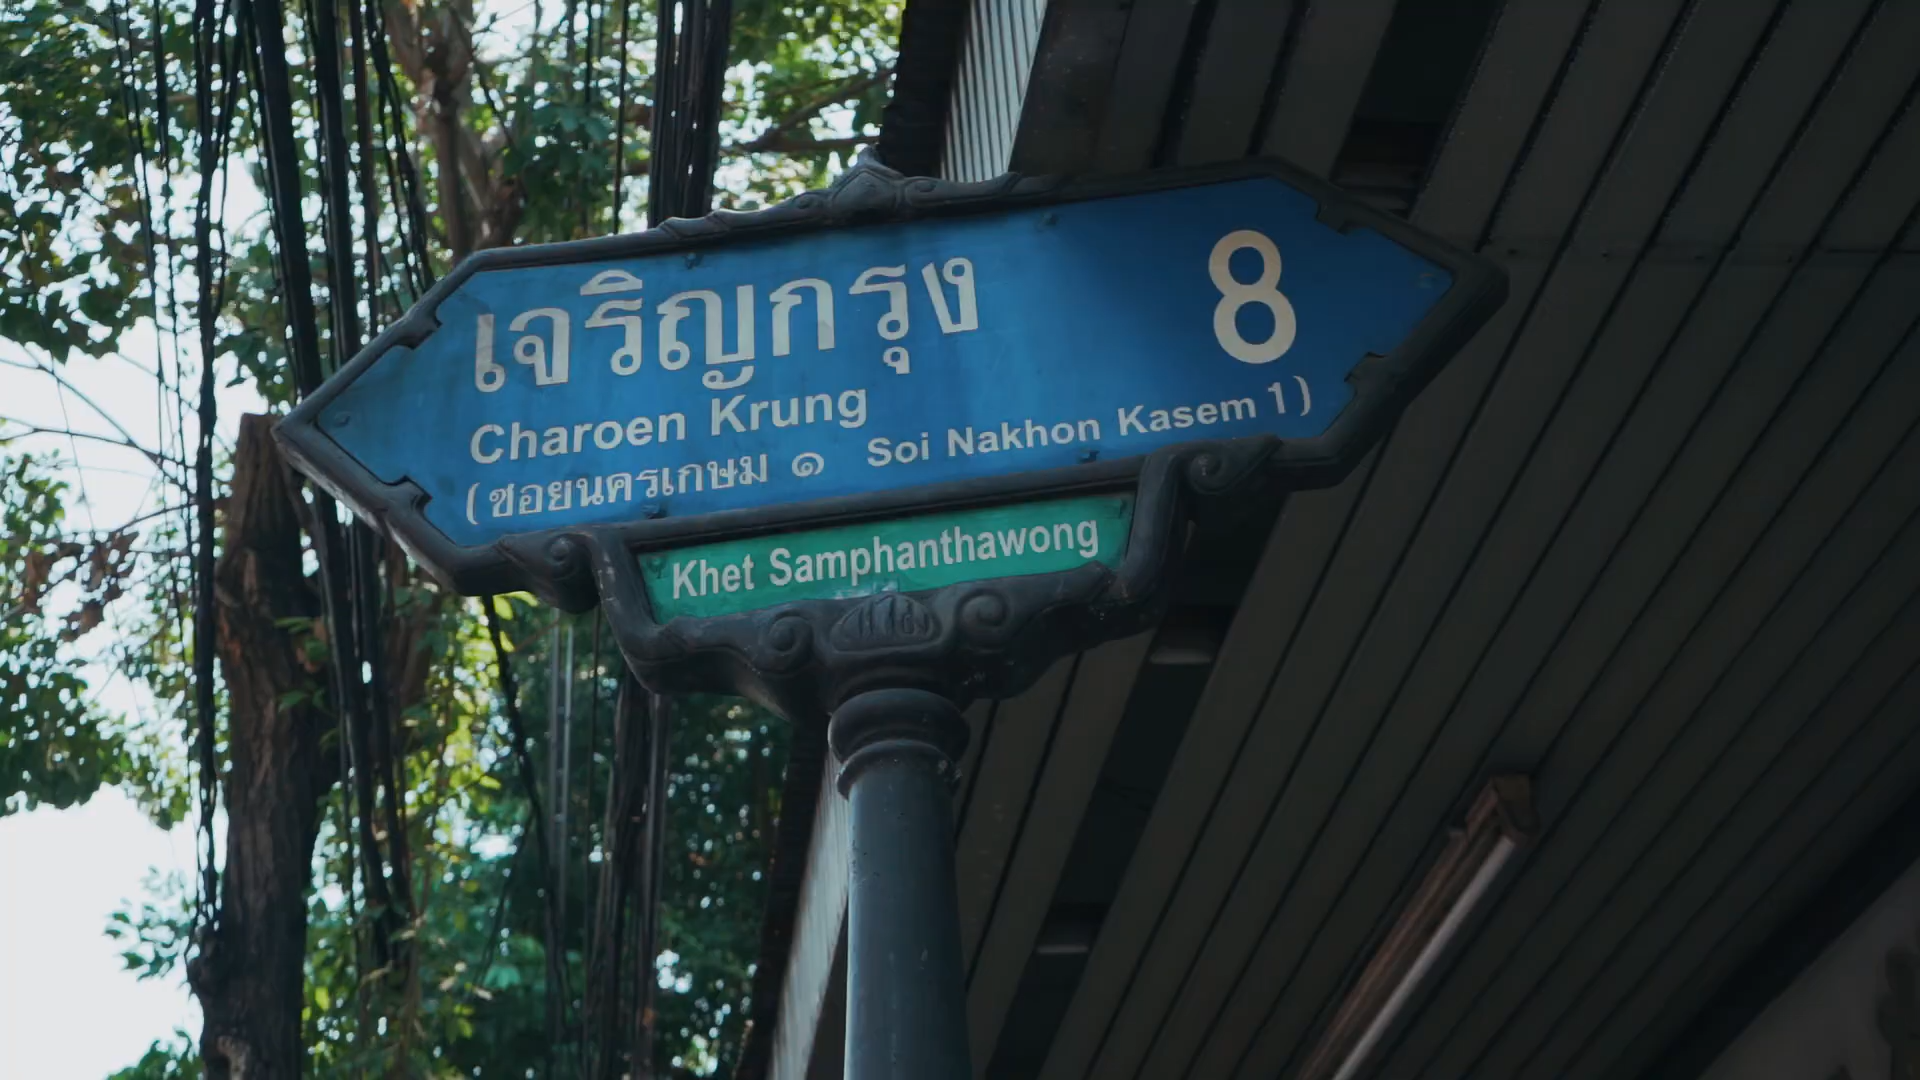 เจริญกรุง 8
Charoen Krung
(ซอยนครเกษม ๑ Soi Nakhon Kasem 1)
Khet Samphanthawong